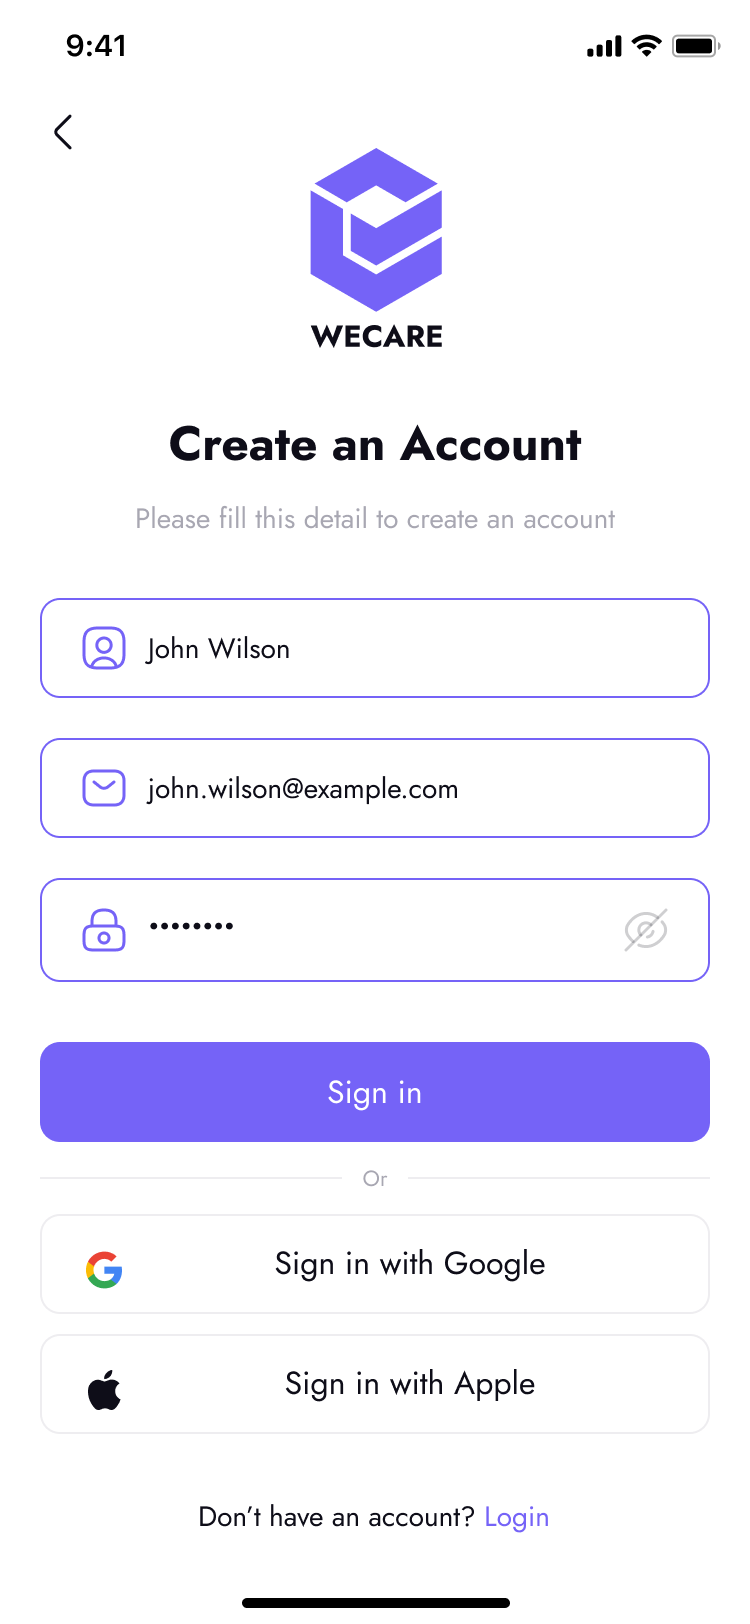 9:41
WECARE
Create an Account
Please fill this detail to create an account
John Wilson
john.wilson@example.com
••••••••
Sign in
Or
Sign in with Google
Sign in with Apple
Don’t have an account? Login